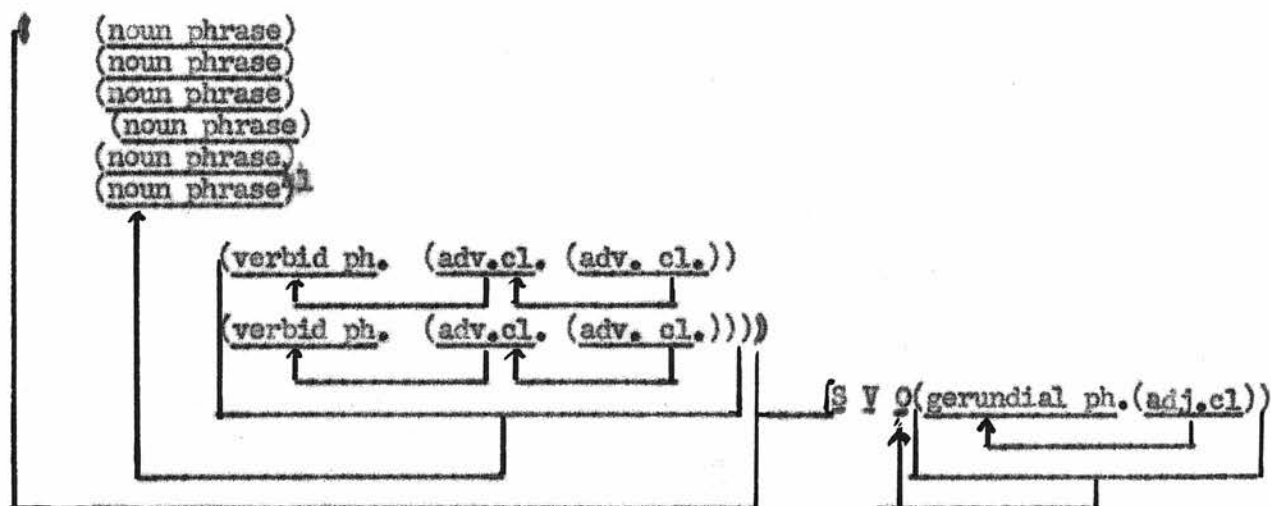 ( (noun phrase)
(noun phrase)
(noun phrase)
(noun phrase)
(noun phrase)
(noun phrase)
(verbid ph. (adv.cl. (adv. cl.))
(verbid ph. (adv.cl. (adv. cl.))))
S V O(gerundial ph.(adj.cl))